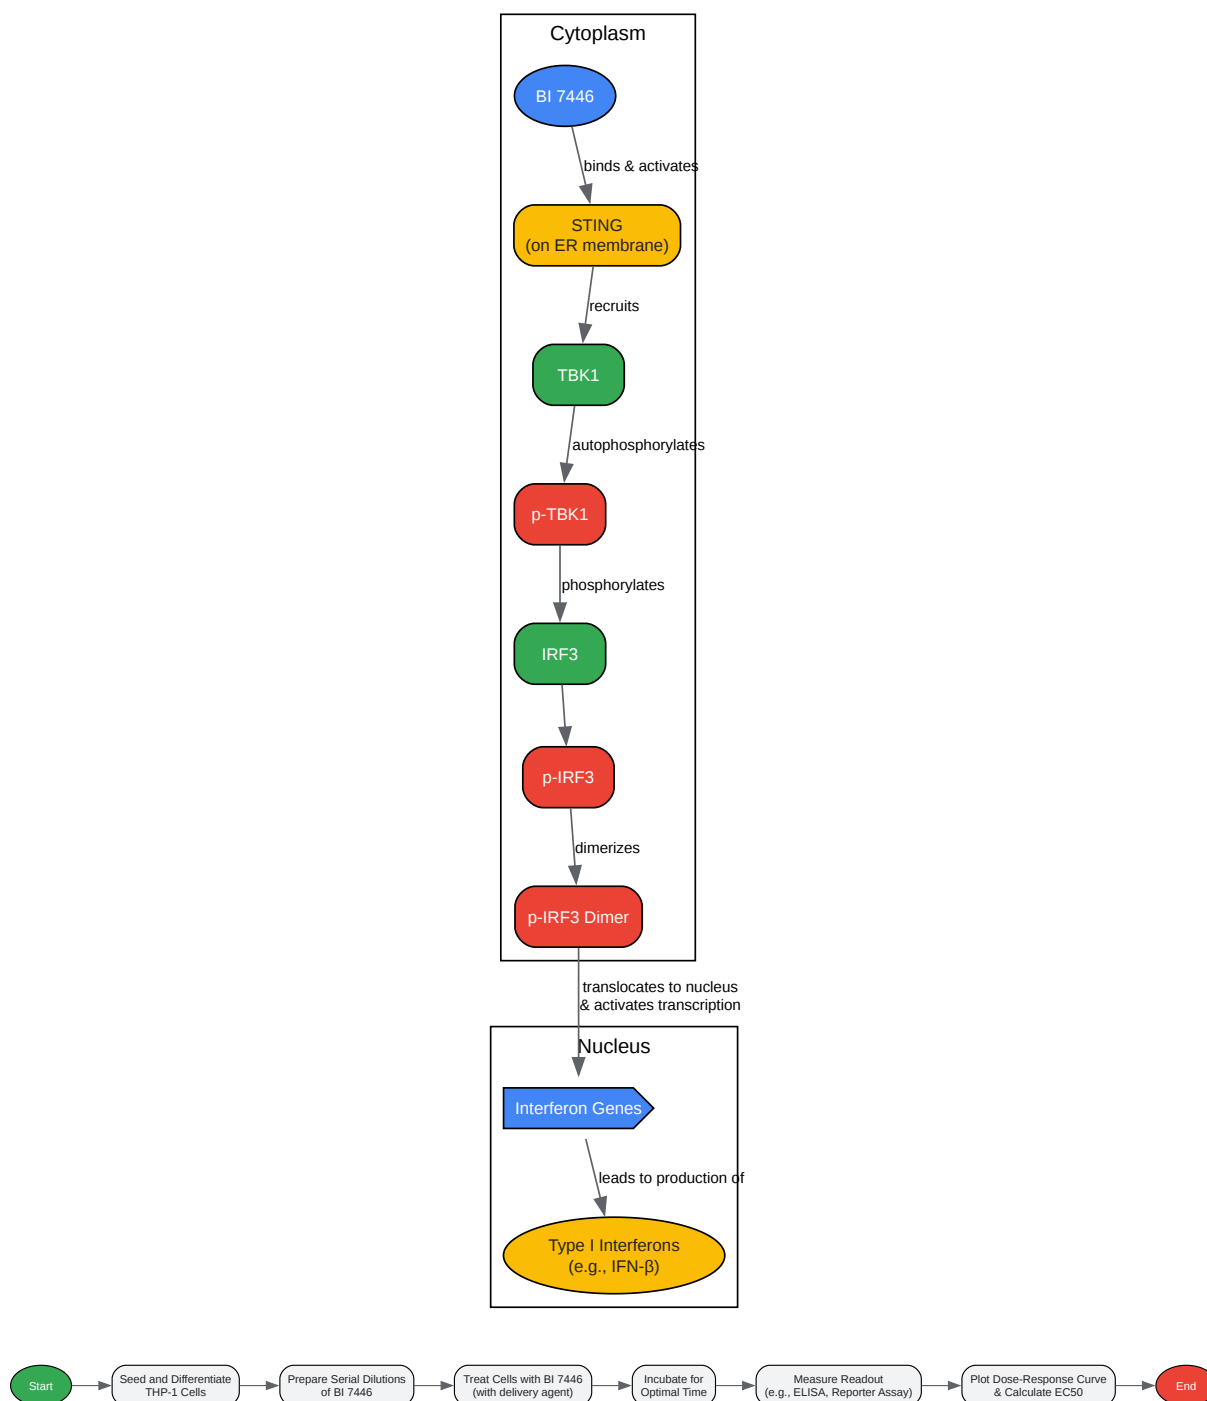 Cytoplasm
BI 7446
binds & activates
STING
(on ER membrane)
recruits
TBK1
autophosphorylates
p-TBK1
phosphorylates
IRF3
p-IRF3
dimerizes
p-IRF3 Dimer
translocates to nucleus
& activates transcription
Nucleus
Interferon Genes
leads to production of
Type I Interferons
(e.g., IFN-β)
Start
Seed and Differentiate
THP-1 Cells
Prepare Serial Dilutions
of BI 7446
Treat Cells with BI 7446
(with delivery agent)
Incubate for
Optimal Time
Measure Readout
(e.g., ELISA, Reporter Assay)
Plot Dose-Response Curve
& Calculate EC50
End